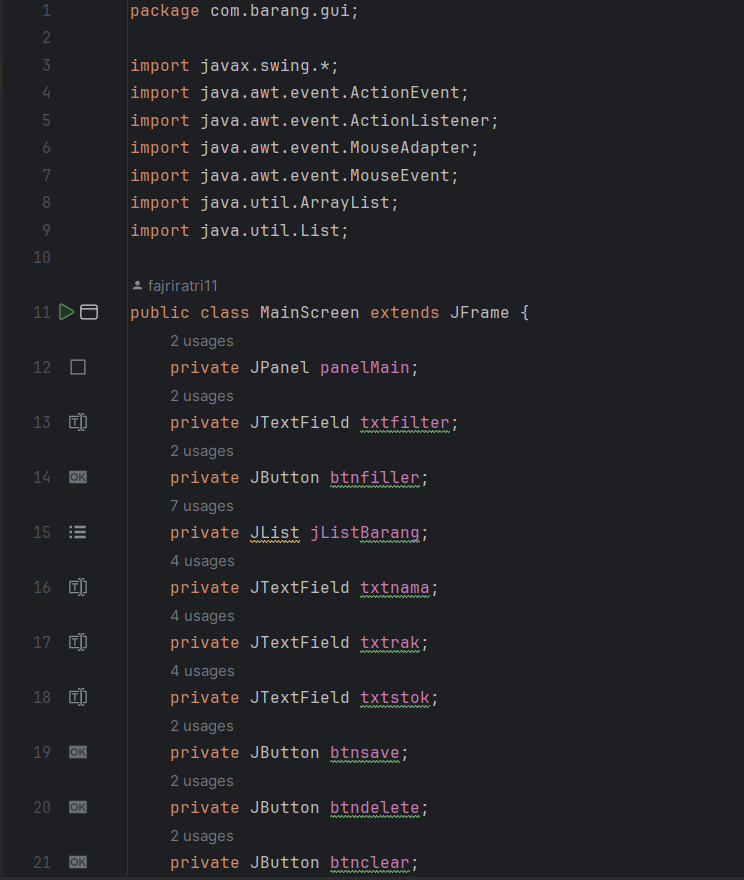 1 package com.barang.gui;
2
3 import javax.swing.*;
4 import java.awt.event.ActionEvent;
5 import java.awt.event.ActionListener;
6 import java.awt.event.MouseAdapter;
7 import java.awt.event.MouseEvent;
8 import java.util.ArrayList;
9 import java.util.List;
10
fajriratri11
11 public class MainScreen extends JFrame {
2 usages
12 private JPanel panelMain;
2 usages
13 private JTextField txtfilter;
2 usages
14 OK private JButton btnfiller;
7 usages
15 private JList jListBarang;
4 usages
16 private JTextField txtnama;
4 usages
17 private JTextField txtrak;
4 usages
18 private JTextField txtstok;
2 usages
19 OK private JButton btnsave;
2 usages
20 OK private JButton btndelete;
2 usages
21 OK private JButton btnclear;